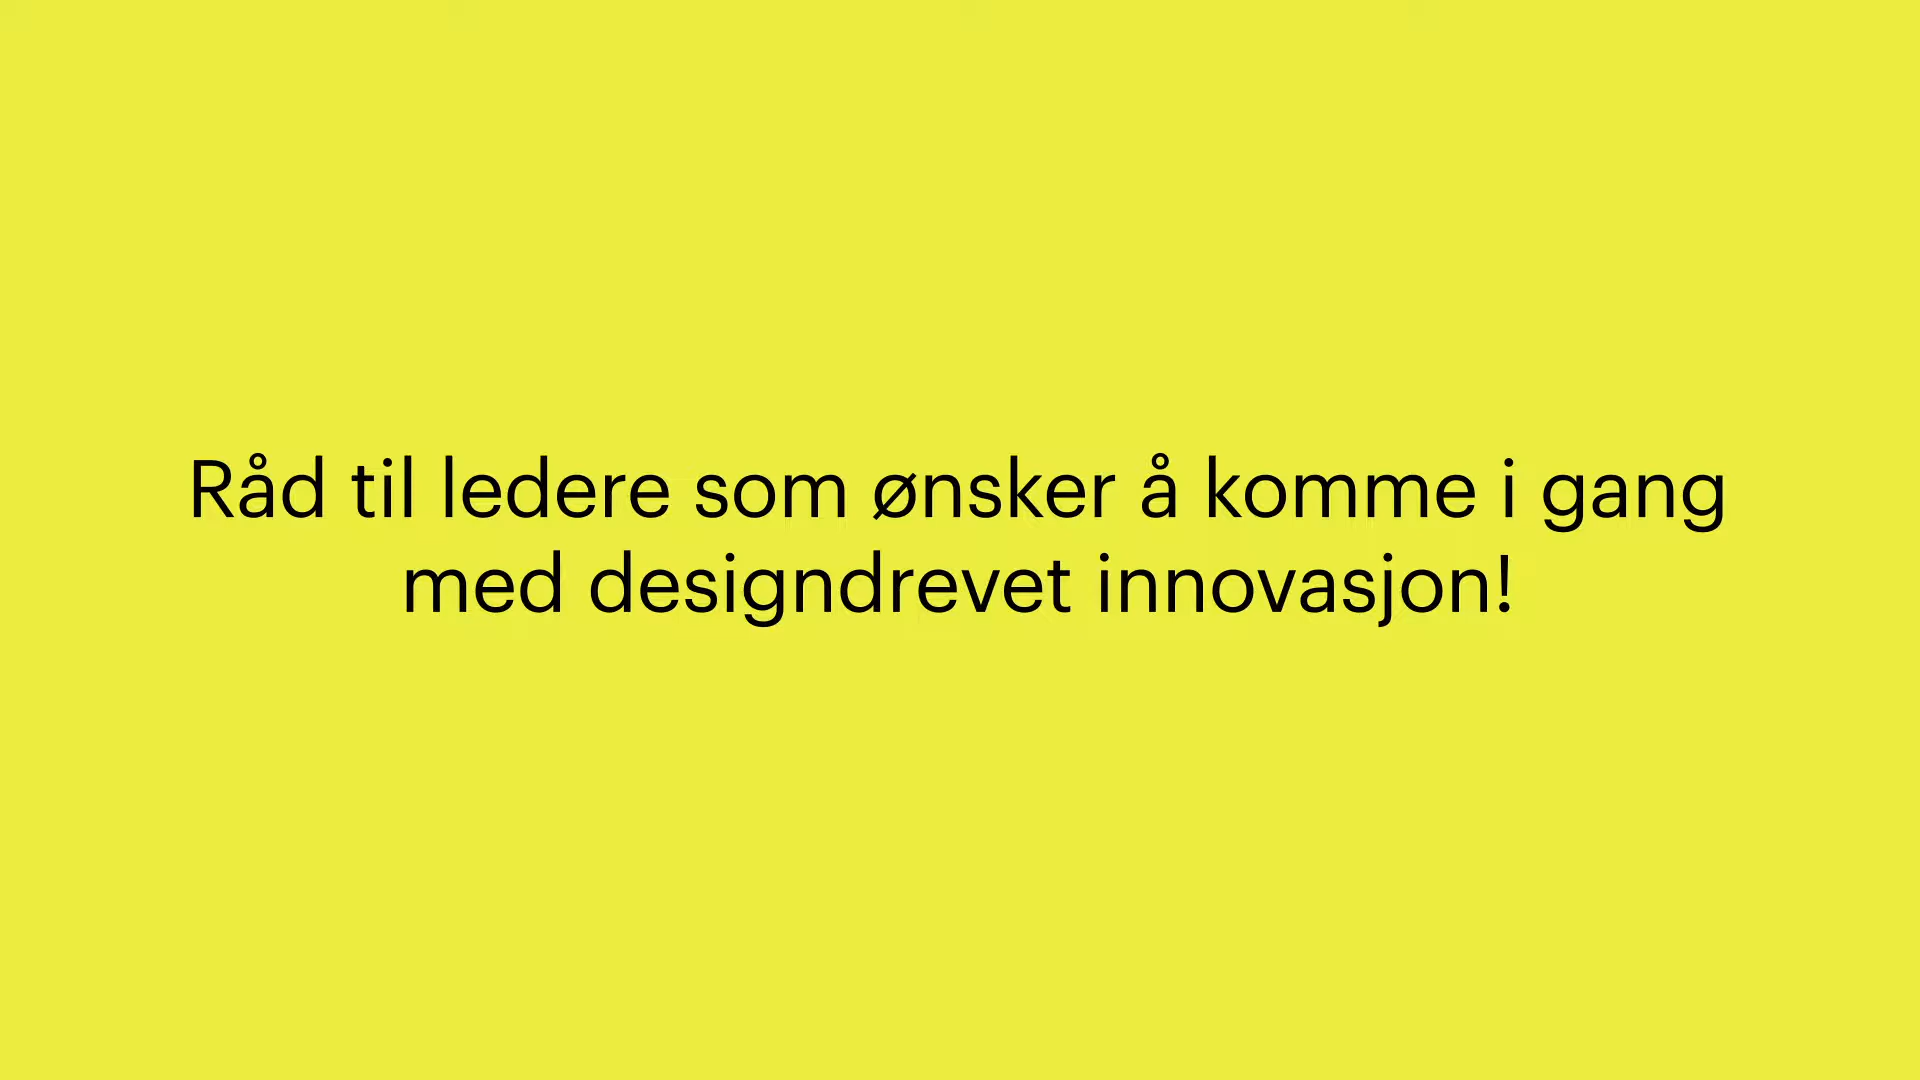 Råd til ledere som ønsker å komme i gang
med designdrevet innovasjon!